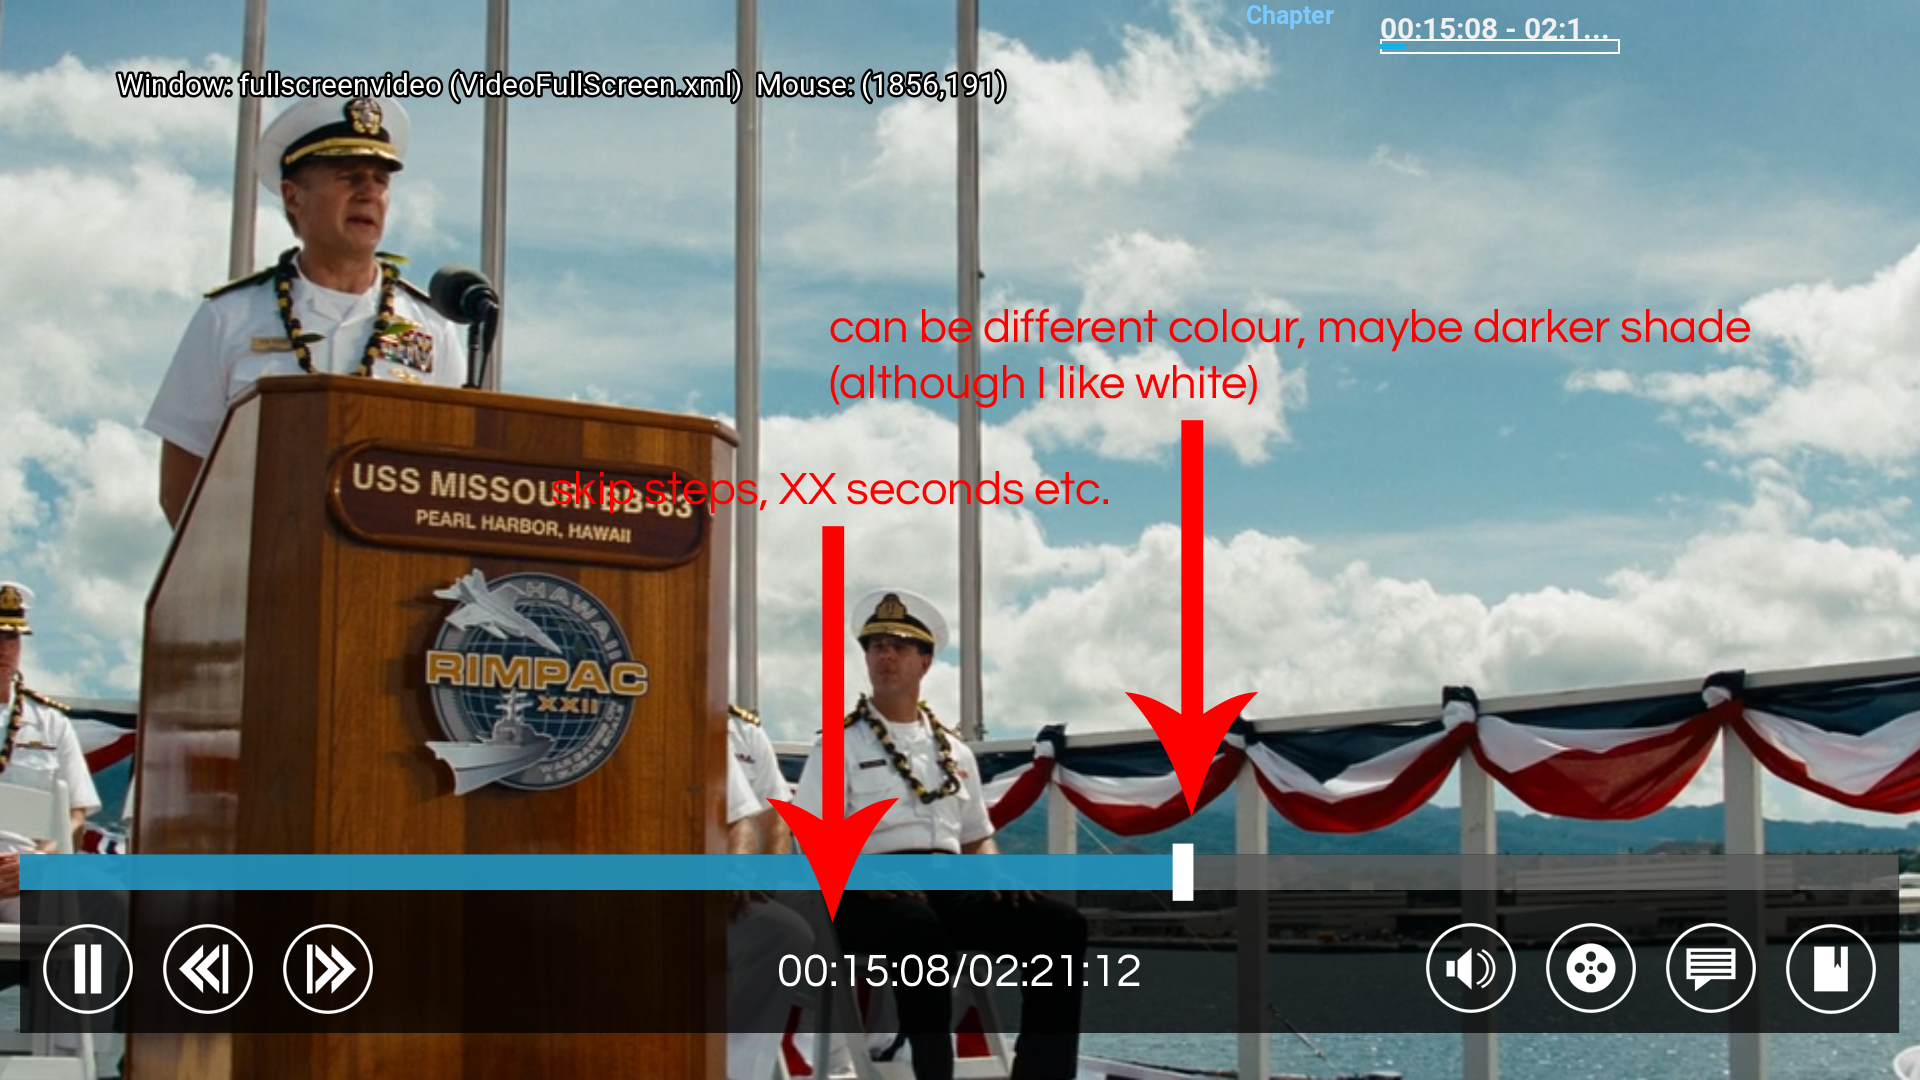 Chapter
00:15:08 - 02:1...
Window: fullscreenvideo (VideoFullScreen.xml) Mouse: (1856,191)
can be different colour, maybe darker shade
(although I like white)
skip steps, XX seconds etc.
USS MISSOURI BB-63
PEARL HARBOR, HAWAII
HAWAII
RIMPAC
XXII
00:15:08/02:21:12